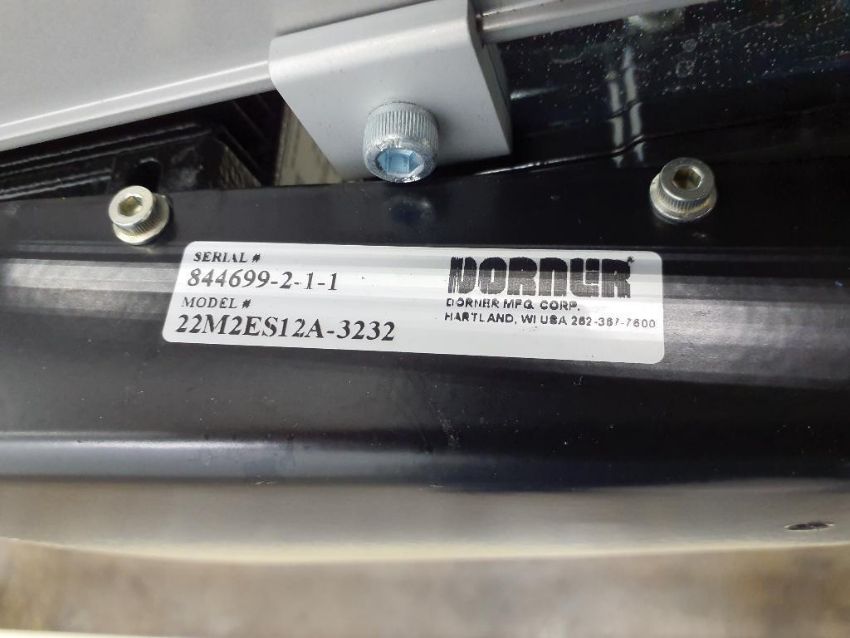 SERIAL #
844699-2-1-1
MODEL #
22M2ES12A-3232
DORNER
DORNER MFG. CORP.
HARTLAND, WI USA 262-367-7600